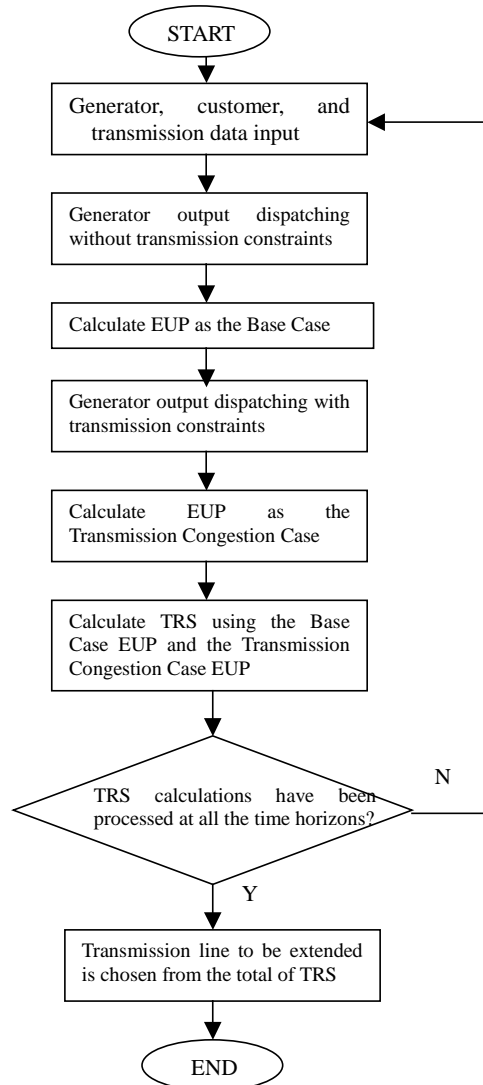 START
Generator, customer, and
transmission data input
Generator output dispatching
without transmission constraints
Calculate EUP as the Base Case
Generator output dispatching with
transmission constraints
Calculate EUP as the
Transmission Congestion Case
Calculate TRS using the Base
Case EUP and the Transmission
Congestion Case EUP
TRS calculations have been
processed at all the time horizons?
N
Y
Transmission line to be extended
is chosen from the total of TRS
END